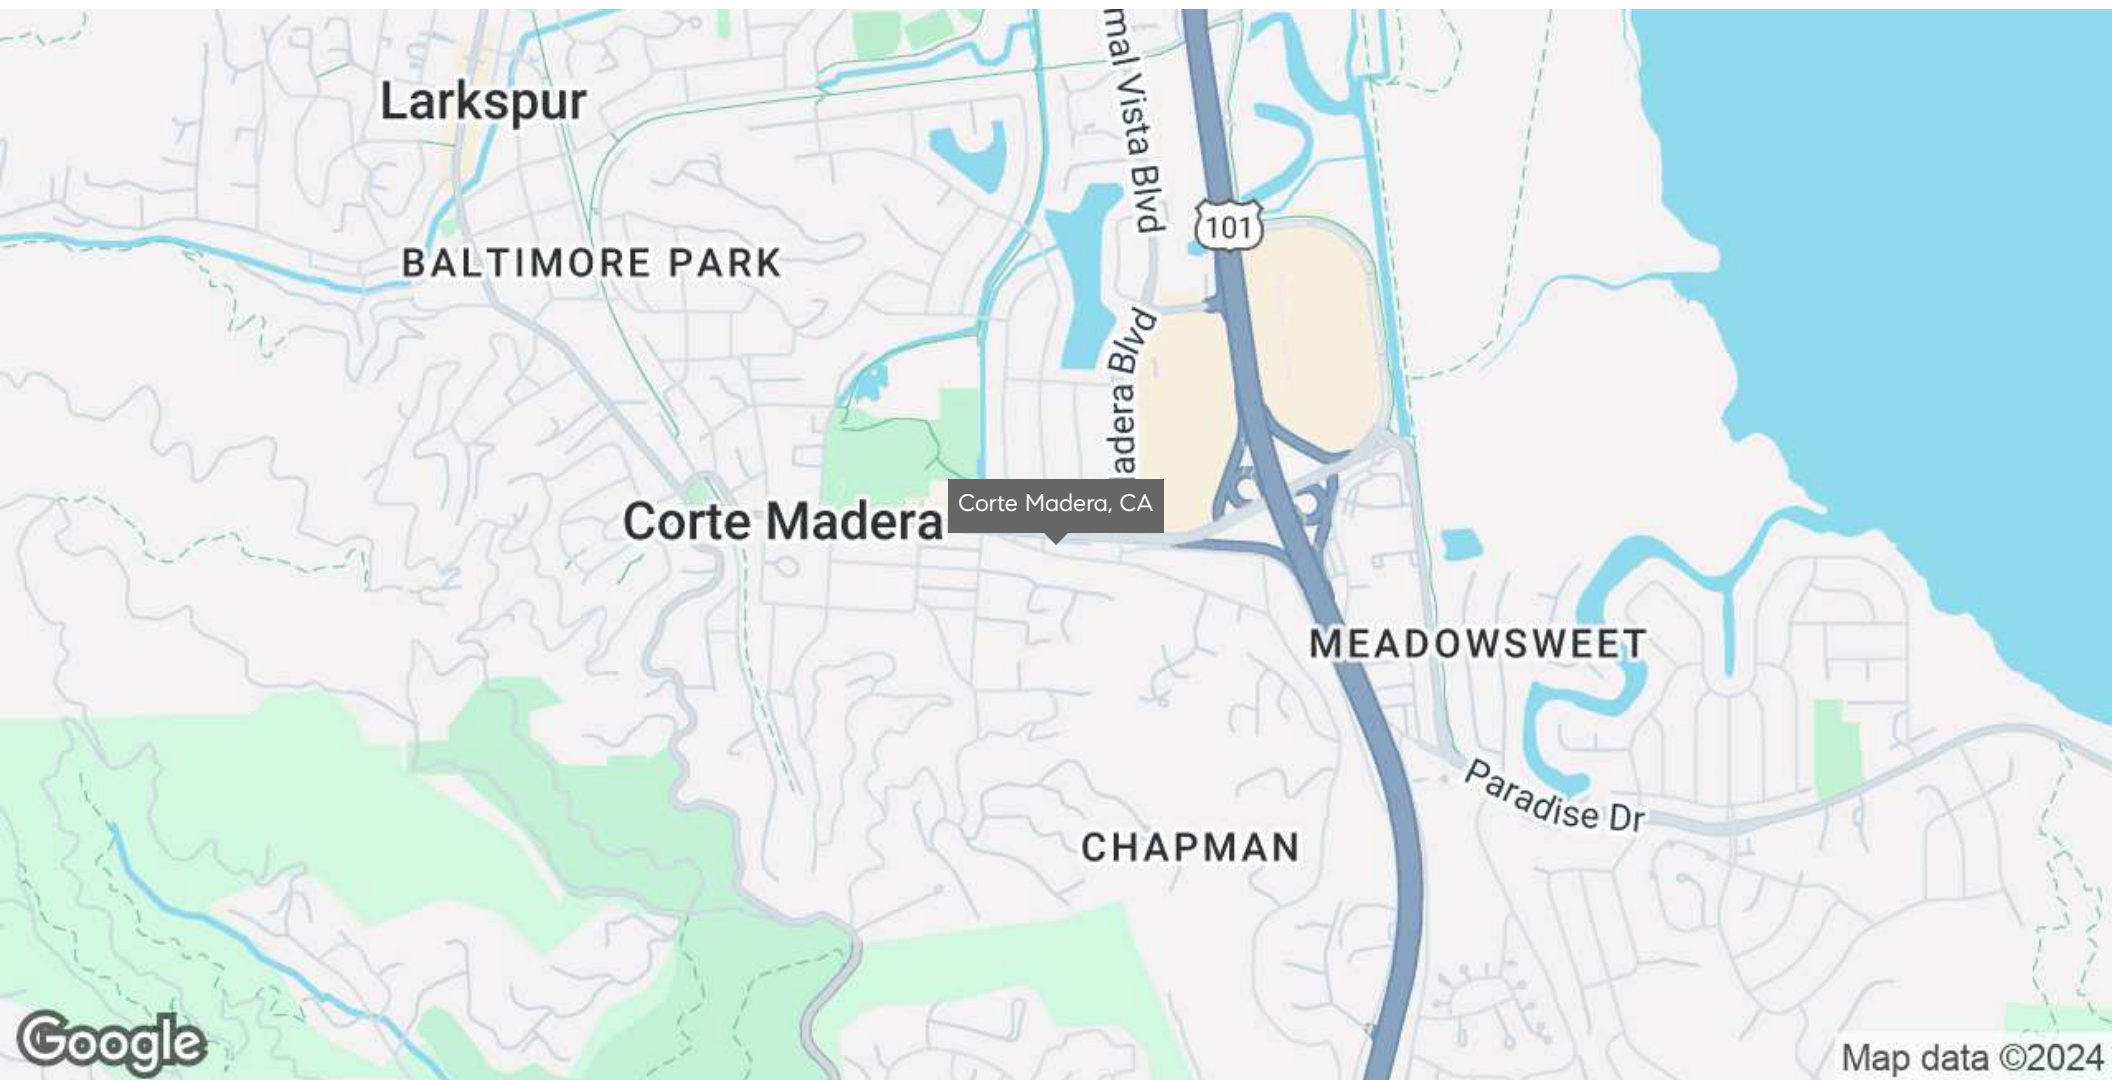 mal Vista Blvd
Larkspur
101
BALTIMORE PARK
adera Blvd
Corte Madera
Corte Madera, CA
MEADOWSWEET
Paradise Dr
CHAPMAN
Google
Map data ©2024